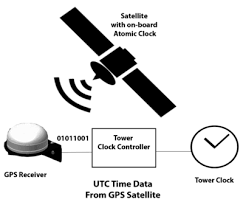 Satellite
with on-board
Atomic Clock
01011001
Tower
Clock Controller
GPS Receiver
Tower Clock
UTC Time Data
From GPS Satellite